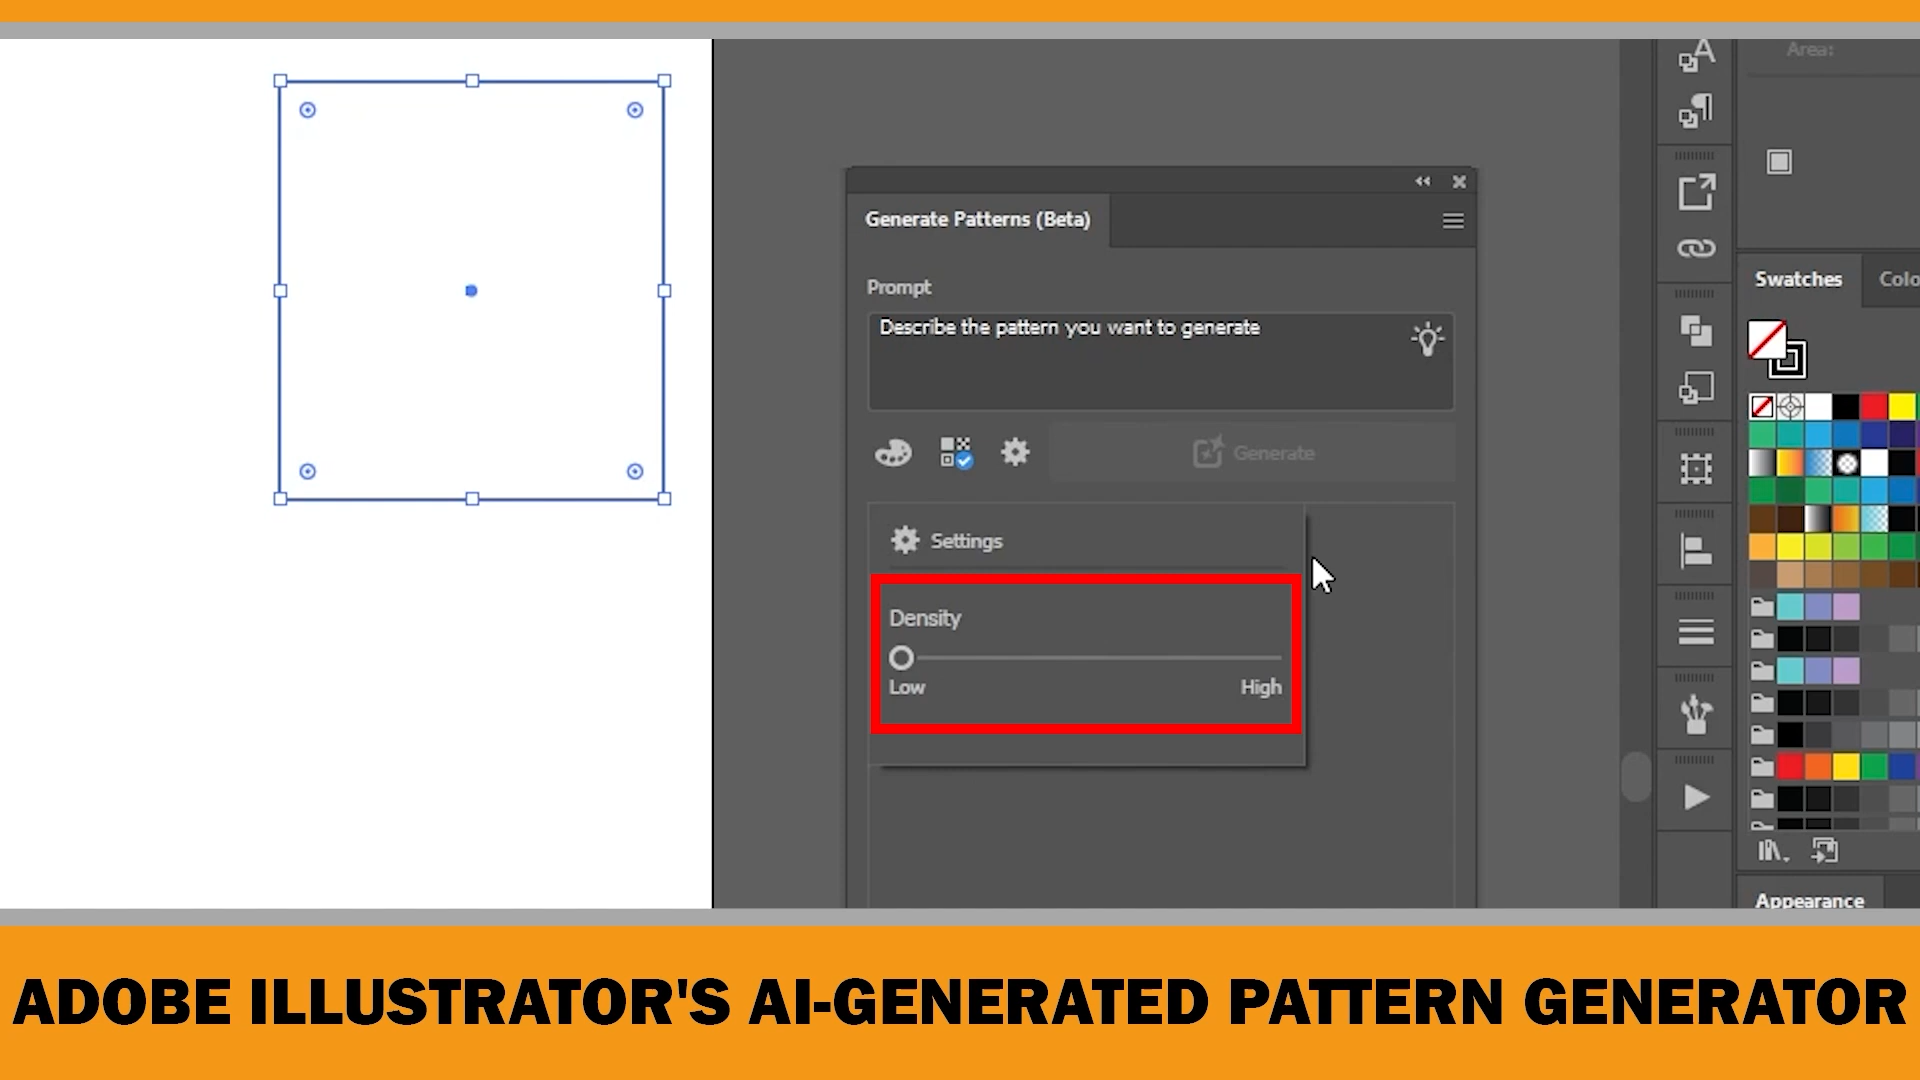 Area:
Generate Patterns (Beta)
Prompt
Describe the pattern you want to generate
Generate
Settings
Density
Low
High
Swatches
Colo
Appearance
ADOBE ILLUSTRATOR'S AI-GENERATED PATTERN GENERATOR